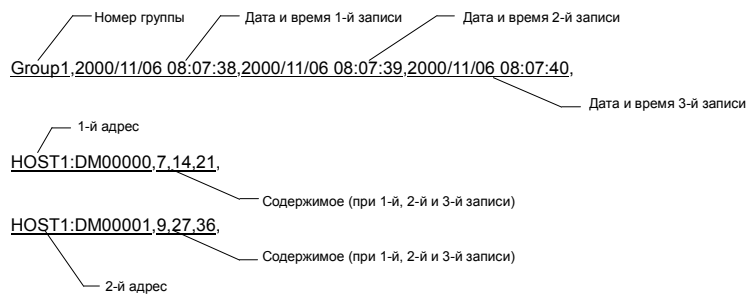 Номер группы
Дата и время 1-й записи
Дата и время 2-й записи
Group1,2000/11/06 08:07:38,2000/11/06 08:07:39,2000/11/06 08:07:40,
Дата и время 3-й записи
1-й адрес
HOST1:DM00000,7,14,21,
Содержимое (при 1-й, 2-й и 3-й записи)
HOST1:DM00001,9,27,36,
Содержимое (при 1-й, 2-й и 3-й записи)
2-й адрес